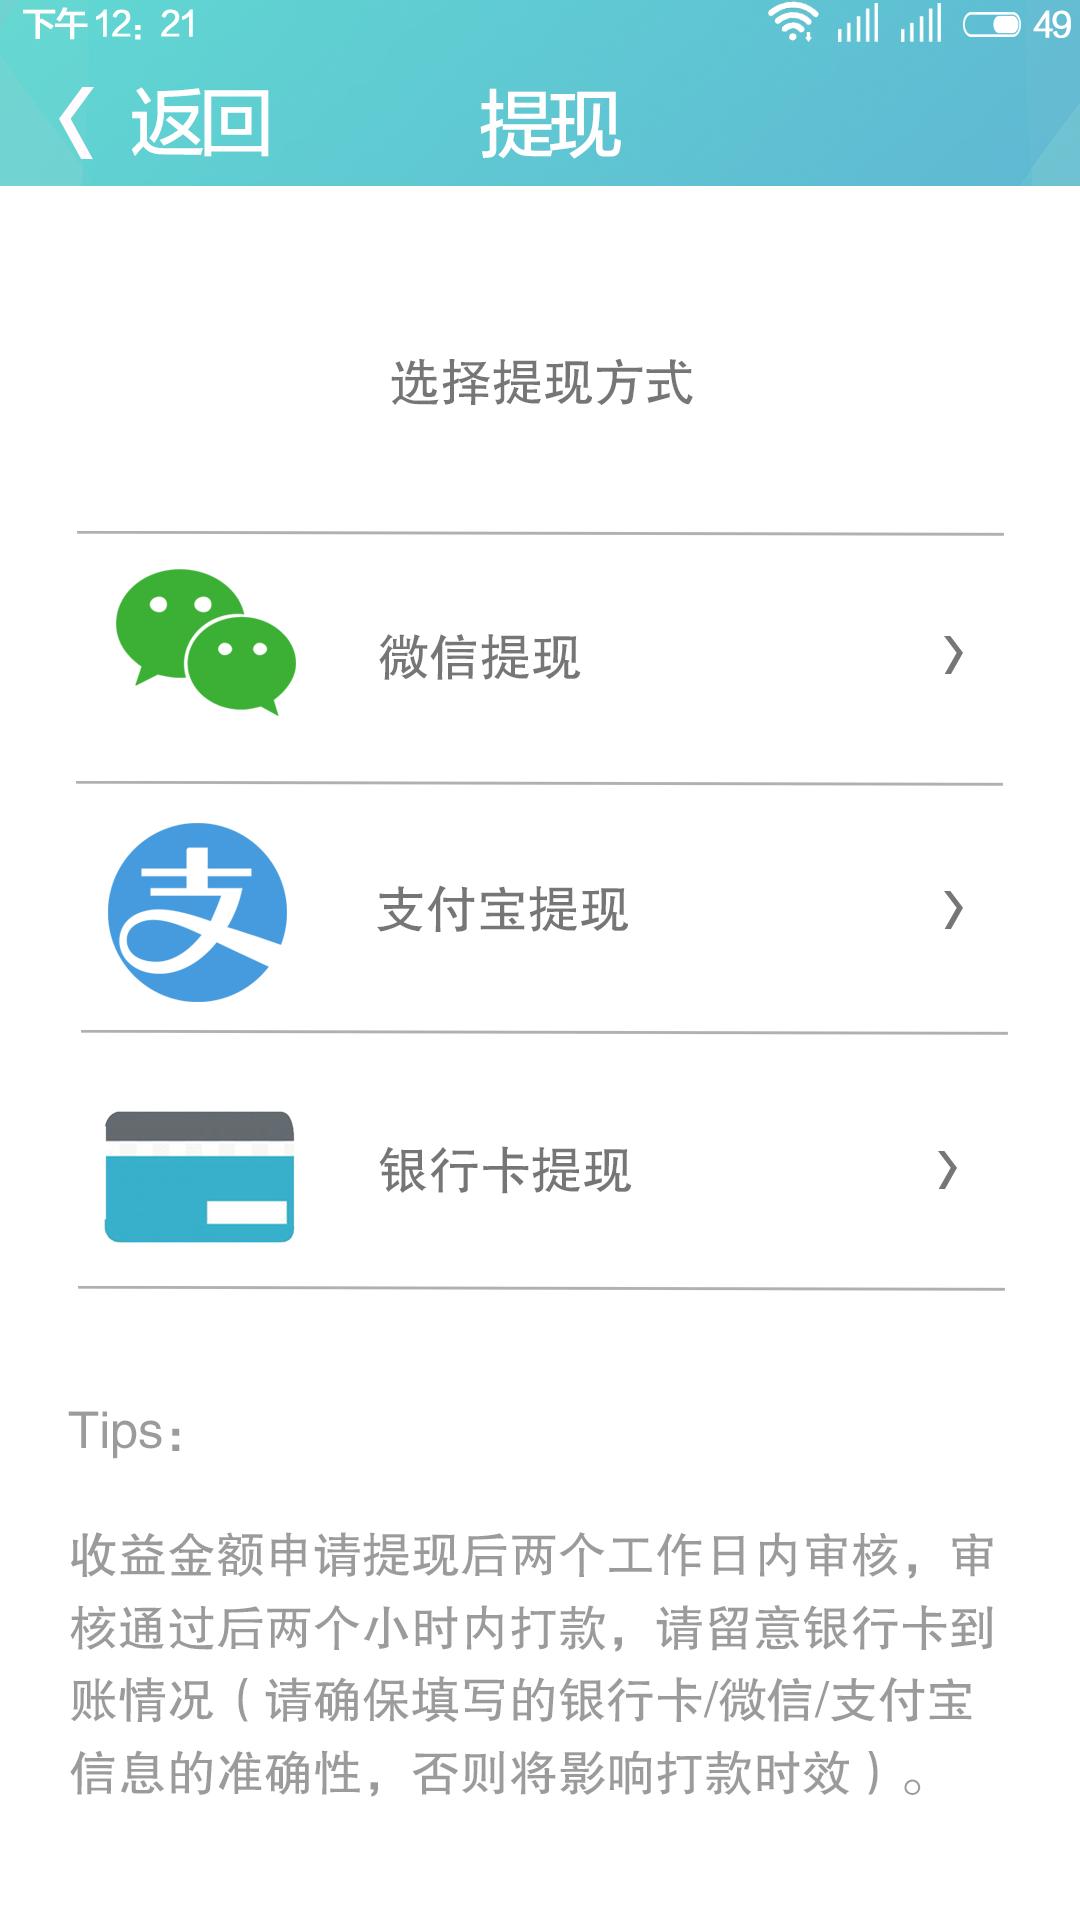 下午 12：21
49
返回
提现
选择提现方式
微信提现
支
支付宝提现
银行卡提现
Tips：
收益金额申请提现后两个工作日内审核，审
核通过后两个小时内打款，请留意银行卡到
账情况（请确保填写的银行卡/微信/支付宝
信息的准确性，否则将影响打款时效）。